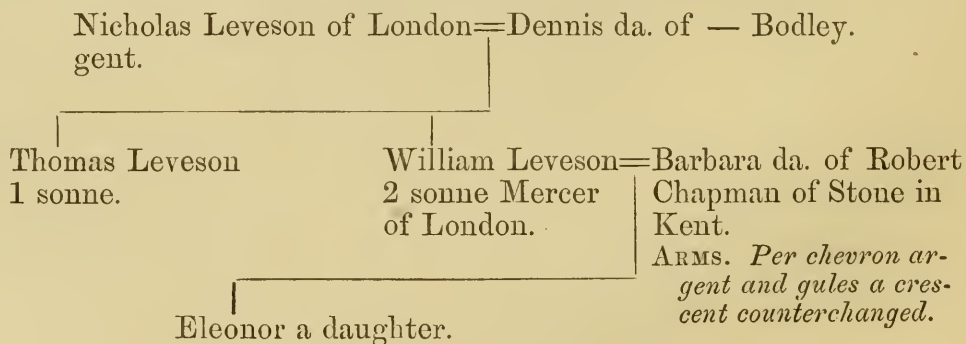 Nicholas Leveson of London=Dennis da. of — Bodley.
gent.
Thomas Leveson
1 sonne.
William Leveson=Barbara da. of Robert
2 sonne Mercer
of London.
Chapman of Stone in
Kent.
ARMS. Per chevron ar-
gent and gules a cres-
cent counterchanged.
Eleonor a daughter.